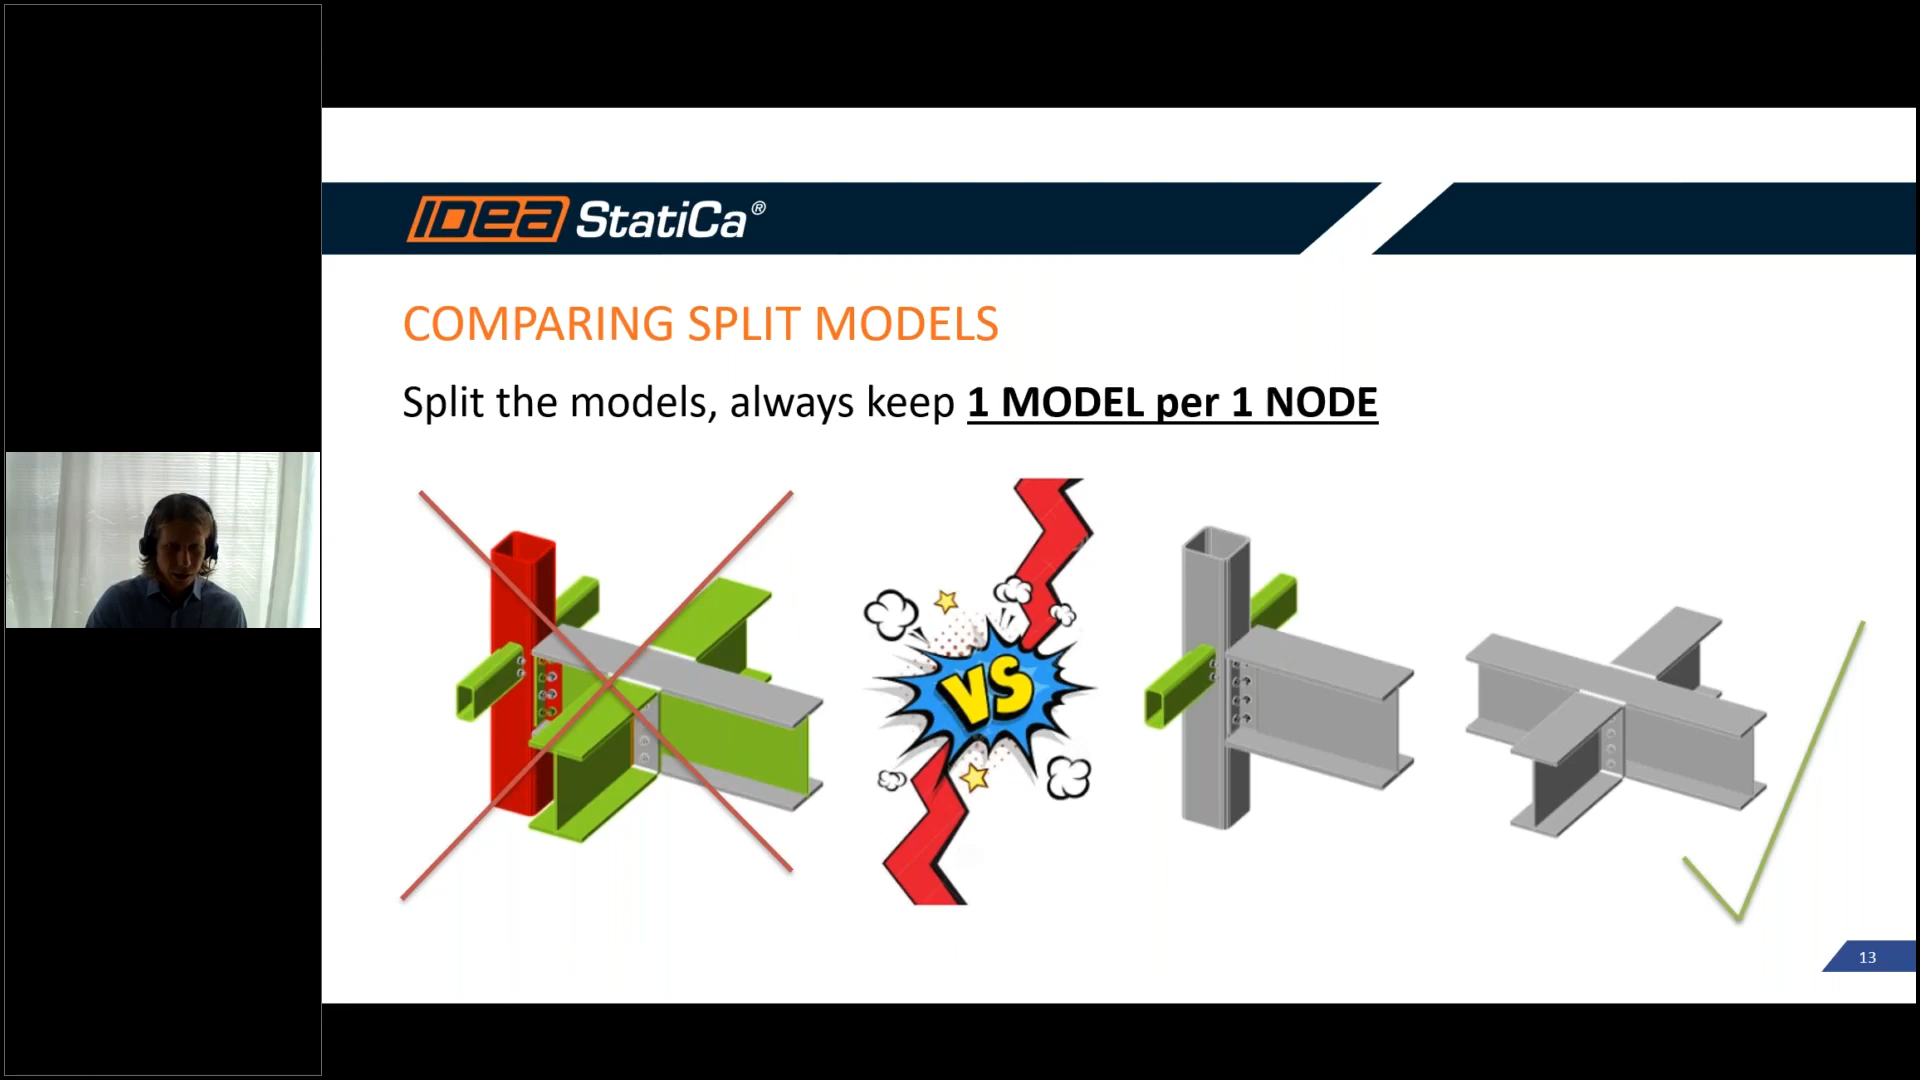 IDEA StatiCa®
COMPARING SPLIT MODELS
Split the models, always keep 1 MODEL per 1 NODE
VS
13